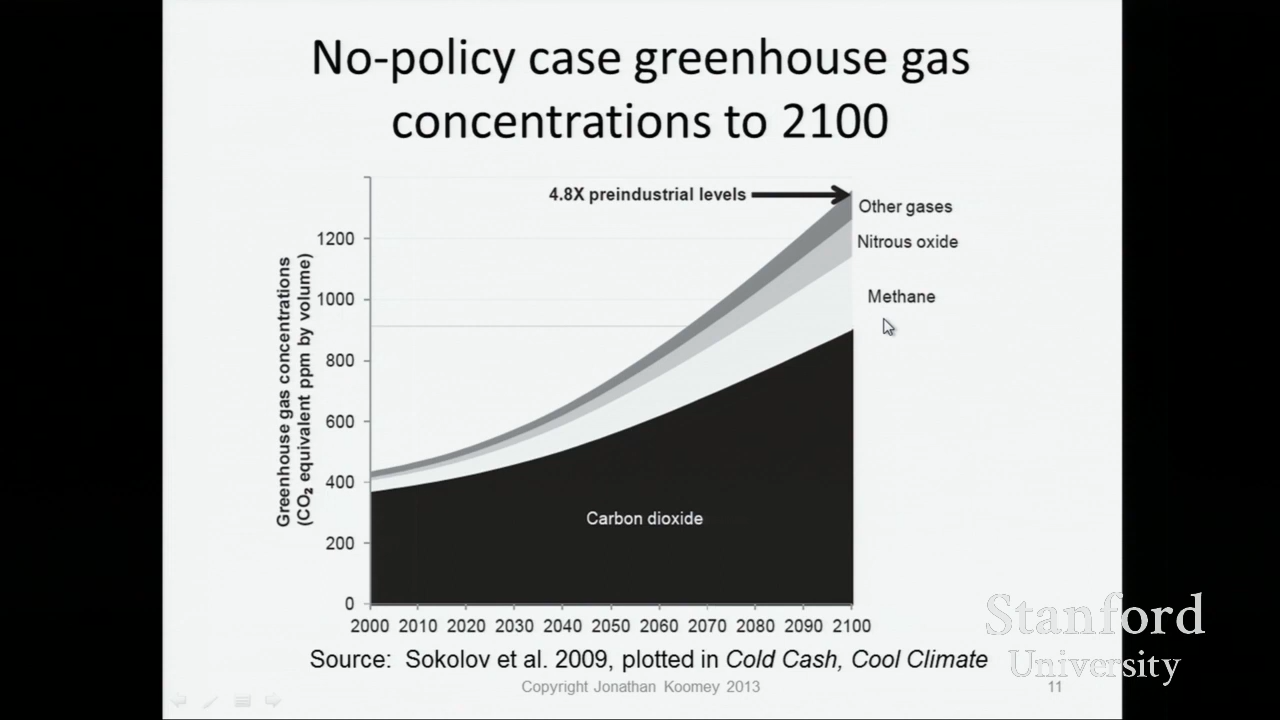 No-policy case greenhouse gas
concentrations to 2100
4.8X preindustrial levels
Other gases
Nitrous oxide
Methane
Carbon dioxide
Greenhouse gas concentrations
(CO₂ equivalent ppm by volume)
1200
1000
800
600
400
200
0
2000 2010 2020 2030 2040 2050 2060 2070 2080 2090 2100
Source: Sokolov et al. 2009, plotted in Cold Cash, Cool Climate
Copyright Jonathan Koomey 2013
11
Stanford
University